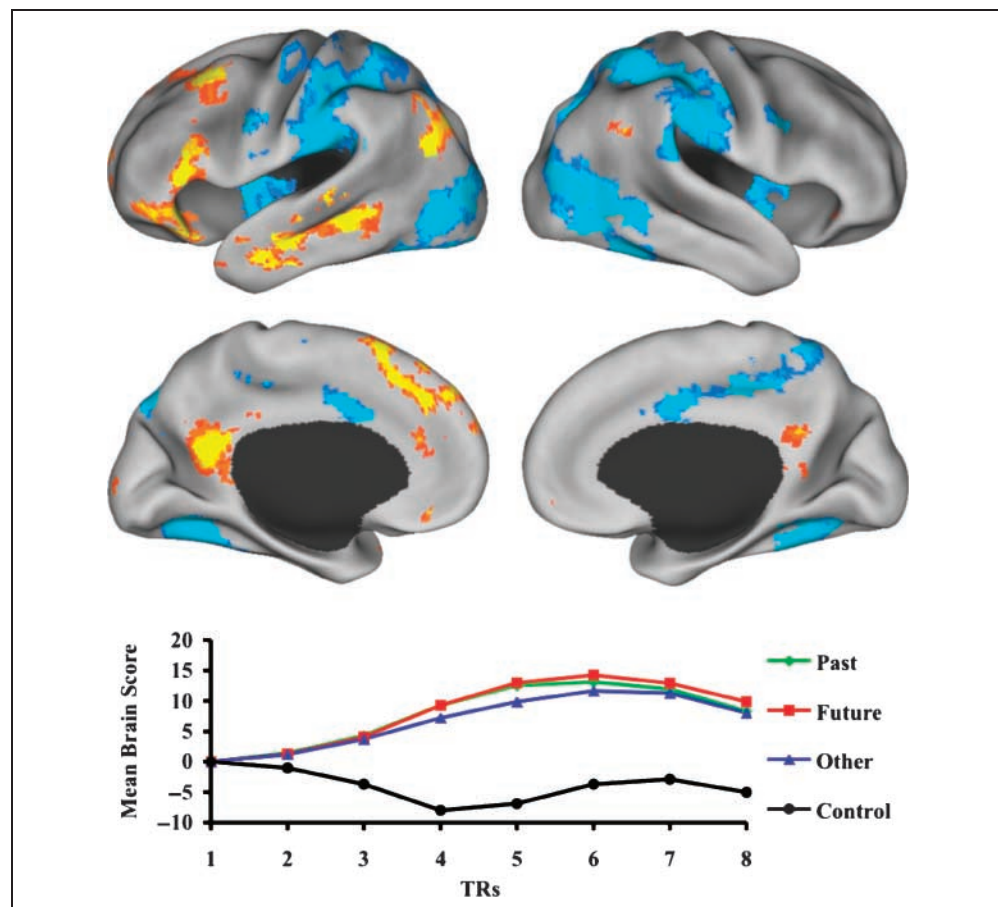 20
15
10
5
0
–5
–10
Mean Brain Score
1 2 3 4 5 6 7 8
TRs
Past
Future
Other
Control